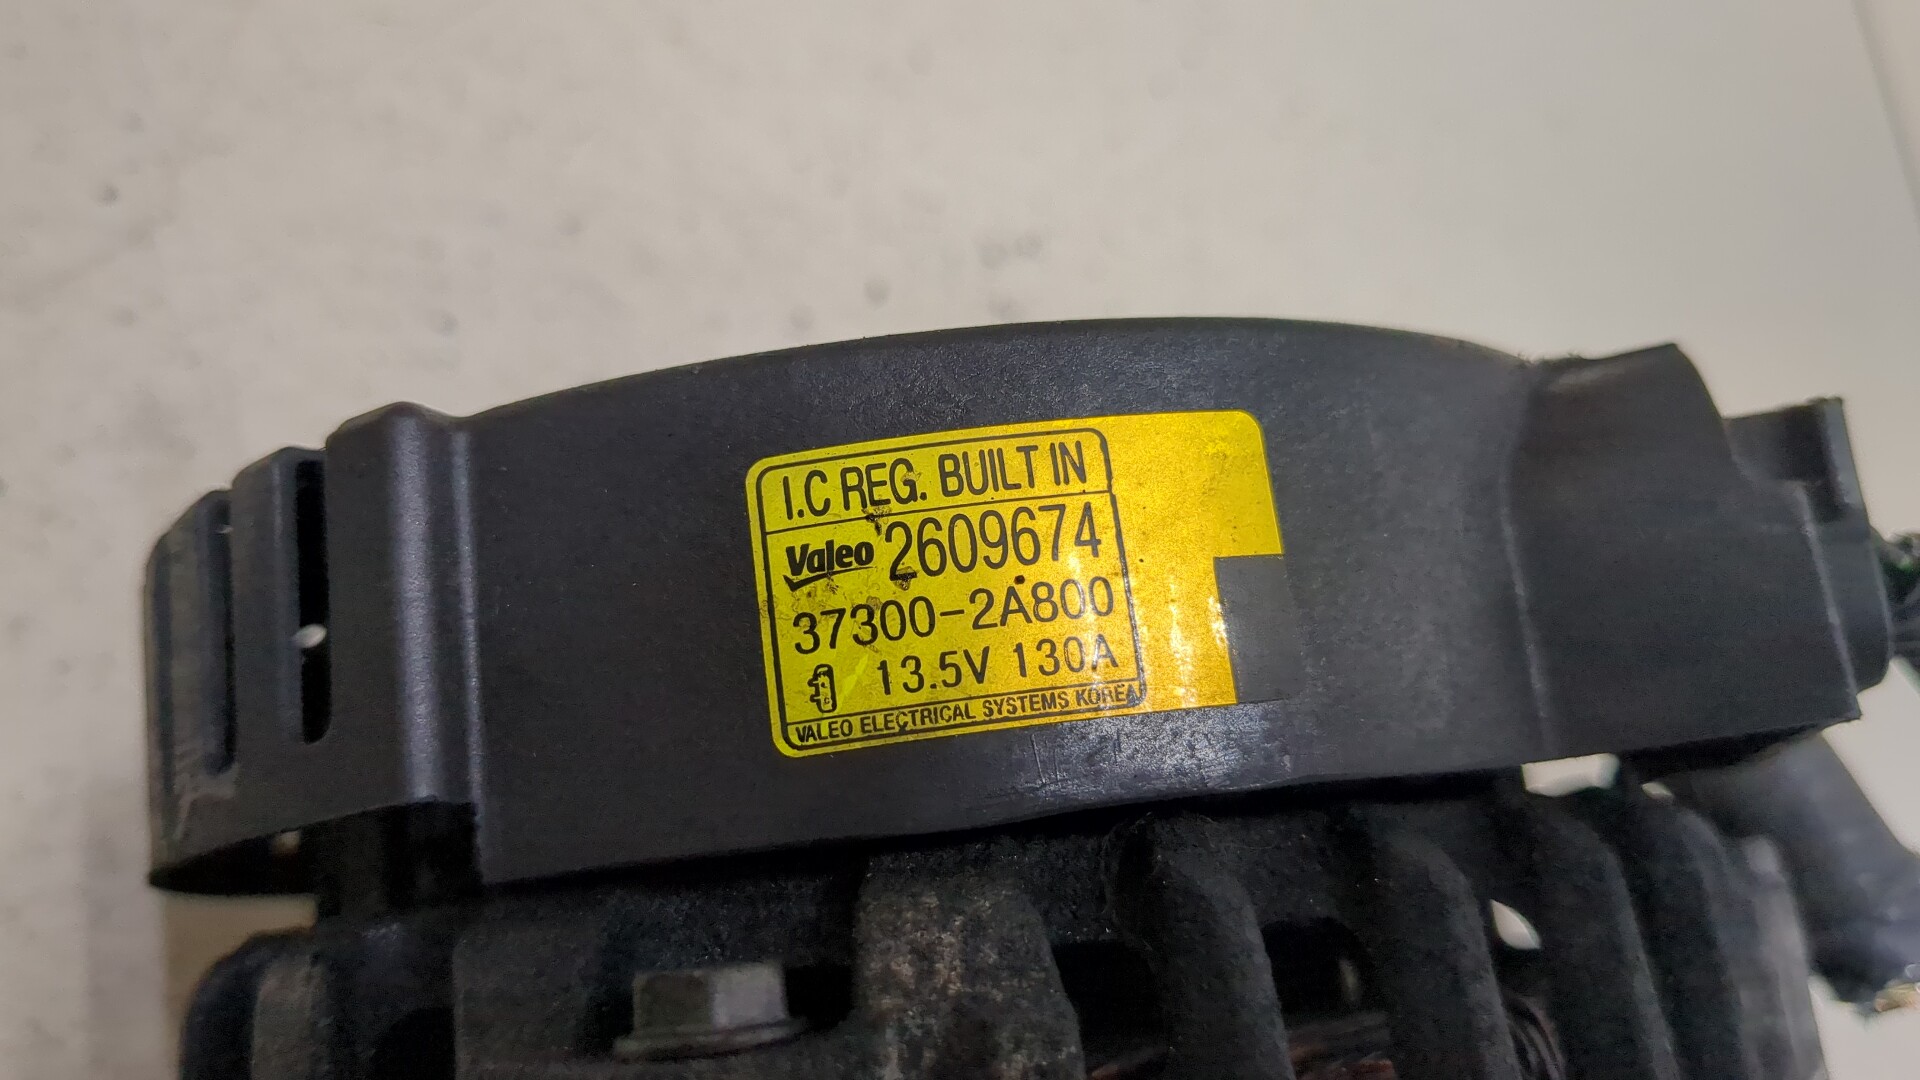 I.C REG. BUILT IN
Valeo 2609674
37300-2A800
13.5V 130A
VALEO ELECTRICAL SYSTEMS KOREA